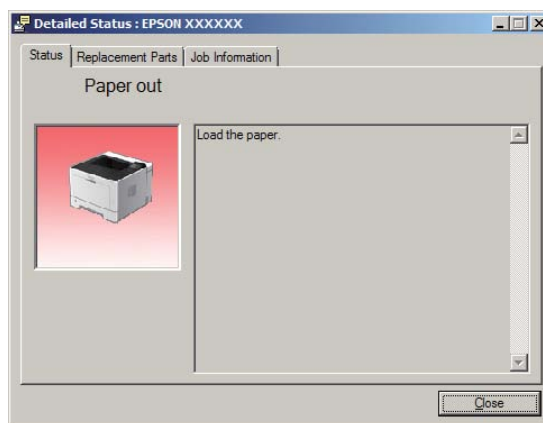 Detailed Status : EPSON XXXXXX
Status Replacement Parts Job Information
Paper out
Load the paper.
Close